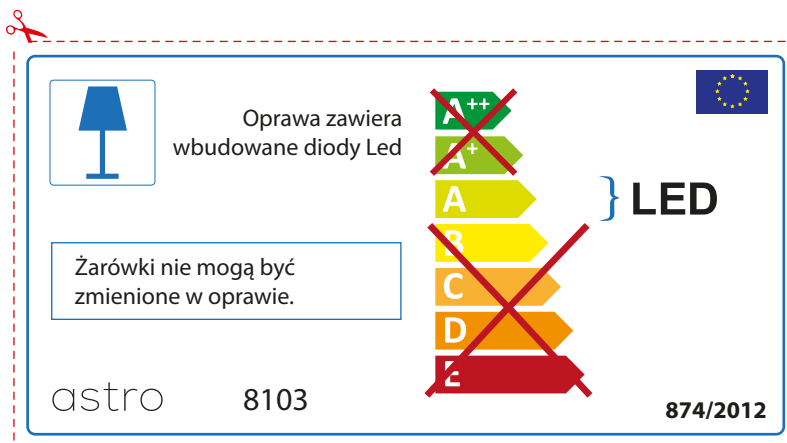 Oprawa zawiera
wbudowane diody Led
A++
A+
A
B
C
D
E
LED
Żarówki nie mogą być
zmienione w oprawie.
astro
8103
874/2012